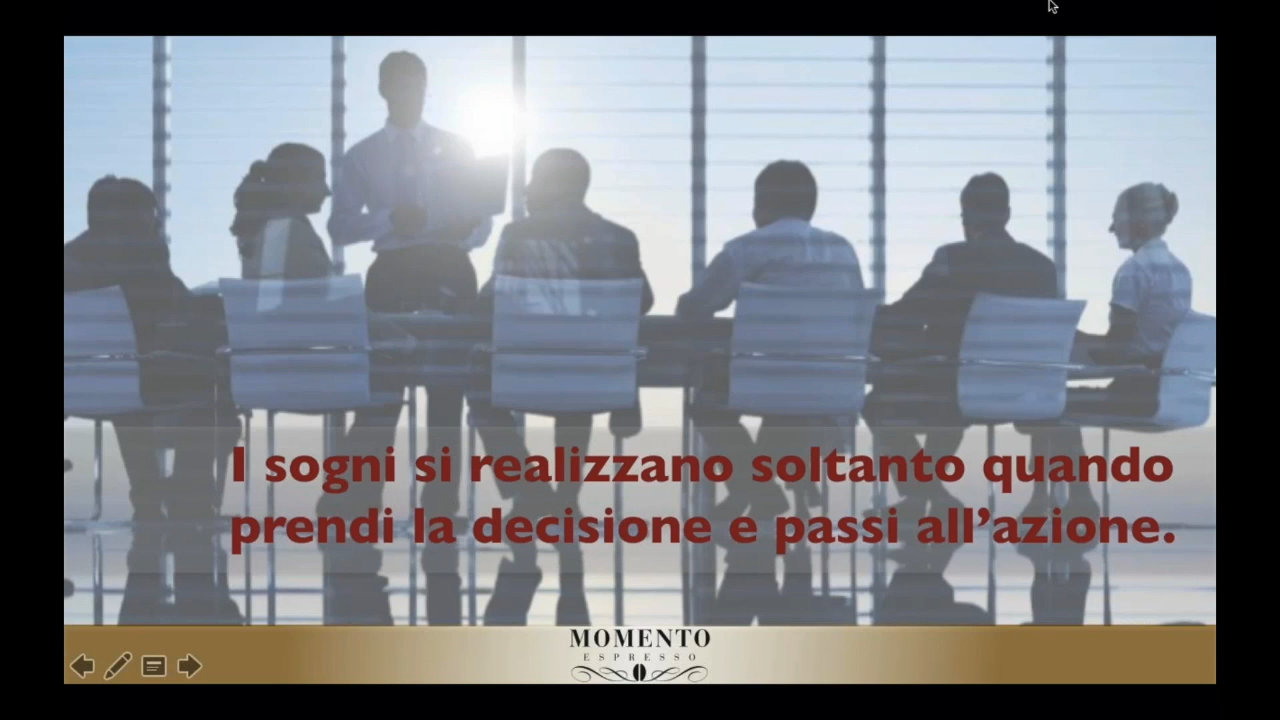 I sogni si realizzano soltanto quando
prendi la decisione e passi all’azione.
MOMENTO
ESPRESSO